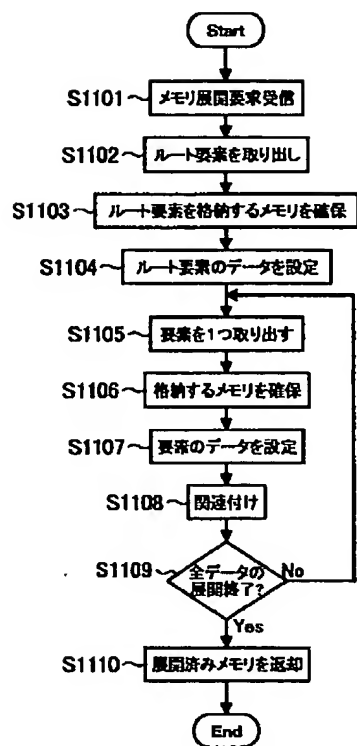 Start
S1101 メモリ展開要求受信
S1102 ルート要素を取り出し
S1103 ルート要素を格納するメモリを確保
S1104 ルート要素のデータを設定
S1105 要素を1つ取り出す
S1106 格納するメモリを確保
S1107 要素のデータを設定
S1108 関連付け
S1109 全データの
展開終了?
No
Yes
S1110 展開済みメモリを返却
End